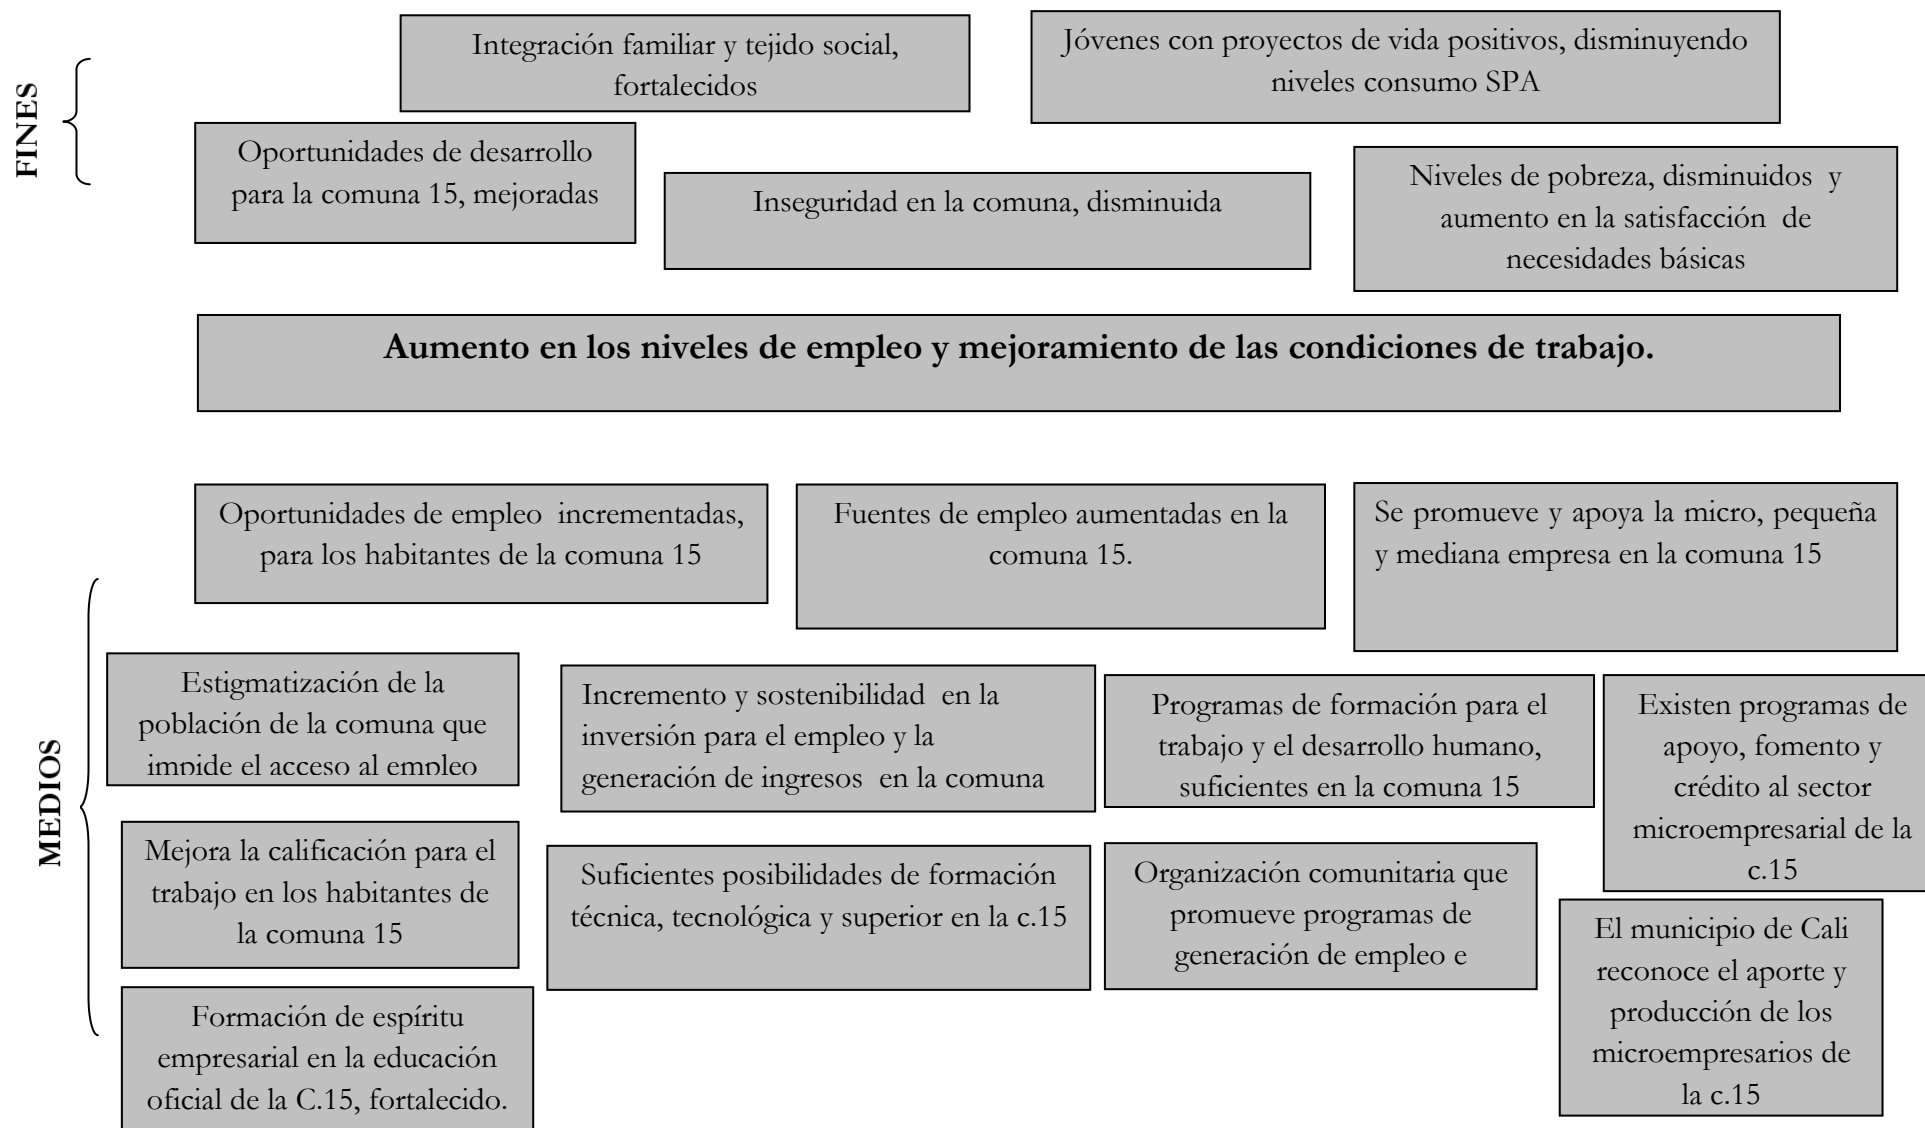 FINES
Integración familiar y tejido social,
fortalecidos
Jóvenes con proyectos de vida positivos, disminuyendo
niveles consumo SPA
Oportunidades de desarrollo
para la comuna 15, mejoradas
Inseguridad en la comuna, disminuida
Niveles de pobreza, disminuidos y
aumento en la satisfacción de
necesidades básicas
Aumento en los niveles de empleo y mejoramiento de las condiciones de trabajo.
MEDIOS
Oportunidades de empleo incrementadas,
para los habitantes de la comuna 15
Fuentes de empleo aumentadas en la
comuna 15.
Se promueve y apoya la micro, pequeña
y mediana empresa en la comuna 15
Estigmatización de la
población de la comuna que
impide el acceso al empleo
Incremento y sostenibilidad en la
inversión para el empleo y la
generación de ingresos en la comuna
Programas de formación para el
trabajo y el desarrollo humano,
suficientes en la comuna 15
Existen programas de
apoyo, fomento y
crédito al sector
microempresarial de la
c.15
Mejora la calificación para el
trabajo en los habitantes de
la comuna 15
Suficientes posibilidades de formación
técnica, tecnológica y superior en la c.15
Organización comunitaria que
promueve programas de
generación de empleo e
El municipio de Cali
reconoce el aporte y
producción de los
microempresarios de
la c.15
Formación de espíritu
empresarial en la educación
oficial de la C.15, fortalecido.